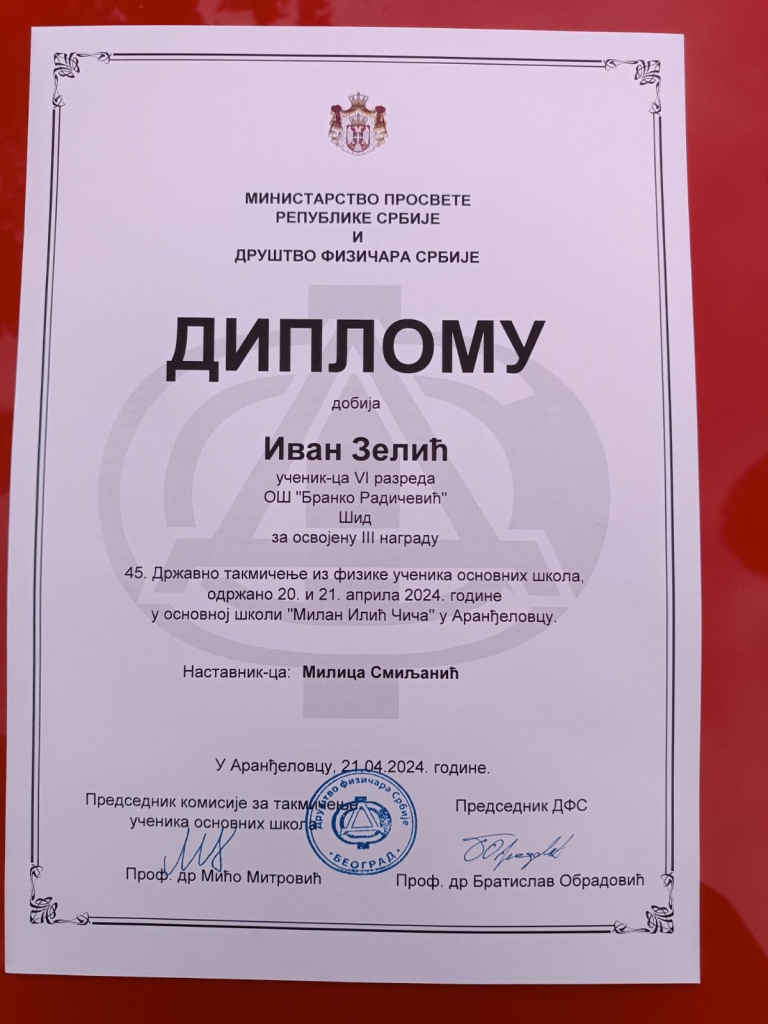 МИНИСТАРСТВО ПРОСВЕТЕ
РЕПУБЛИКЕ СРБИЈЕ
И
ДРУШТВО ФИЗИЧАРА СРБИЈЕ
ДИПЛОМУ
добија
Иван Зелић
ученик-ца VI разреда
ОШ "Бранко Радичевић"
Шид
за освојену III награду
45. Државно такмичење из физике ученика основних школа,
одржано 20. и 21. априла 2024. године
у основној школи "Милан Илић Чича" у Аранђеловцу.
Наставник-ца: Милица Смиљанић
У Аранђеловцу, 21.04.2024. године.
Председник комисије за такмичење
ученика основних школа
Проф. др Мићо Митровић
Друштво физичара Србије
БЕОГРАД
Председник ДФС
Проф. др Братислав Обрадовић